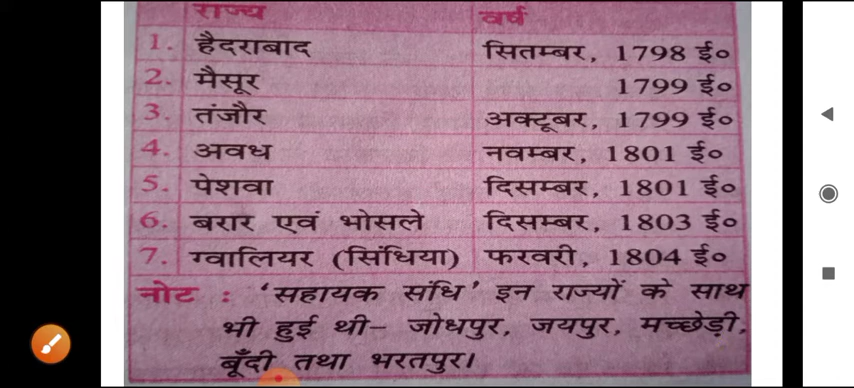 राज्य वर्ष
1. हैदराबाद सितम्बर, 1798 ई०
2. मैसूर 1799 ई०
3. तंजौर अक्टूबर, 1799 ई०
4. अवध नवम्बर, 1801 ई०
5. पेशवा दिसम्बर, 1801 ई०
6. बरार एवं भोसले दिसम्बर, 1803 ई०
7. ग्वालियर (सिंधिया) फरवरी, 1804 ई०
नोट : 'सहायक संधि' इन राज्यों के साथ
भी हुई थी- जोधपुर, जयपुर, मच्छेड़ी,
बूँदी तथा भरतपुर।